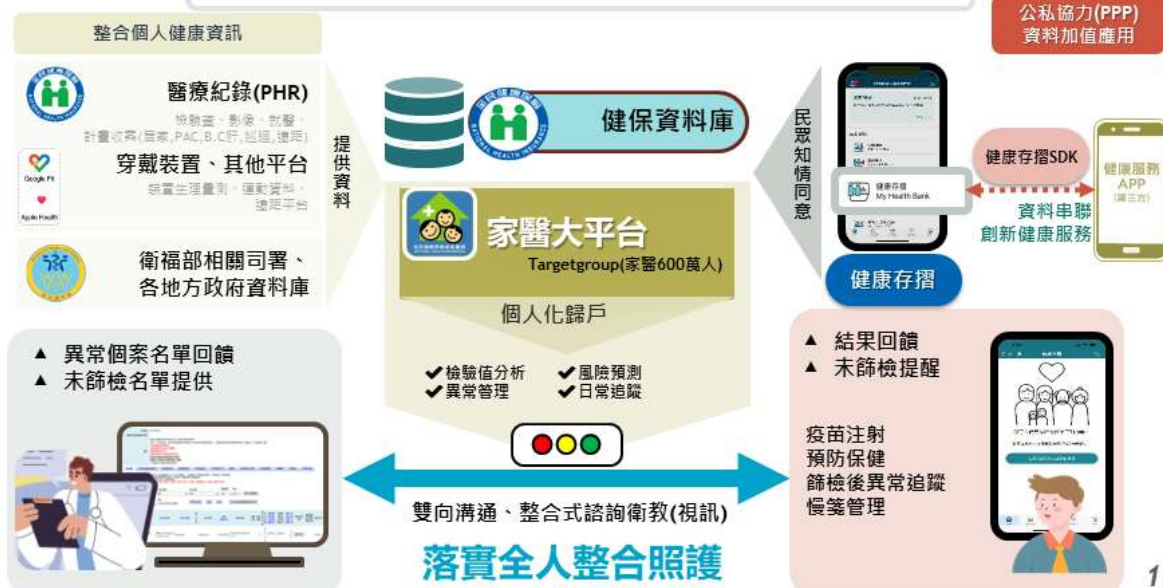 公私協力(PPP)
資料加值應用
整合個人健康資訊
醫療紀錄(PHR)
檢驗查、影像、就醫、
計畫收案(居家,PAC,B.C肝,巡迴,遠距)
Google Fit
Apple Health
穿戴裝置、其他平台
裝置生理量測、運動資料、
遠距平台
衛福部相關司署、
各地方政府資料庫
提供資料
健保資料庫
家醫大平台
Targetgroup(家醫600萬人)
個人化歸戶
檢驗值分析
風險預測
異常管理
日常追蹤
民眾知情同意
健康存摺
My Health Bank
健康存摺
健康存摺SDK
資料串聯
創新健康服務
健康服務
APP
(第三方)
▲ 異常個案名單回饋
▲ 未篩檢名單提供
雙向溝通、整合式諮詢衛教(視訊)
落實全人整合照護
▲ 結果回饋
▲ 未篩檢提醒
疫苗注射
預防保健
篩檢後異常追蹤
慢箋管理
1